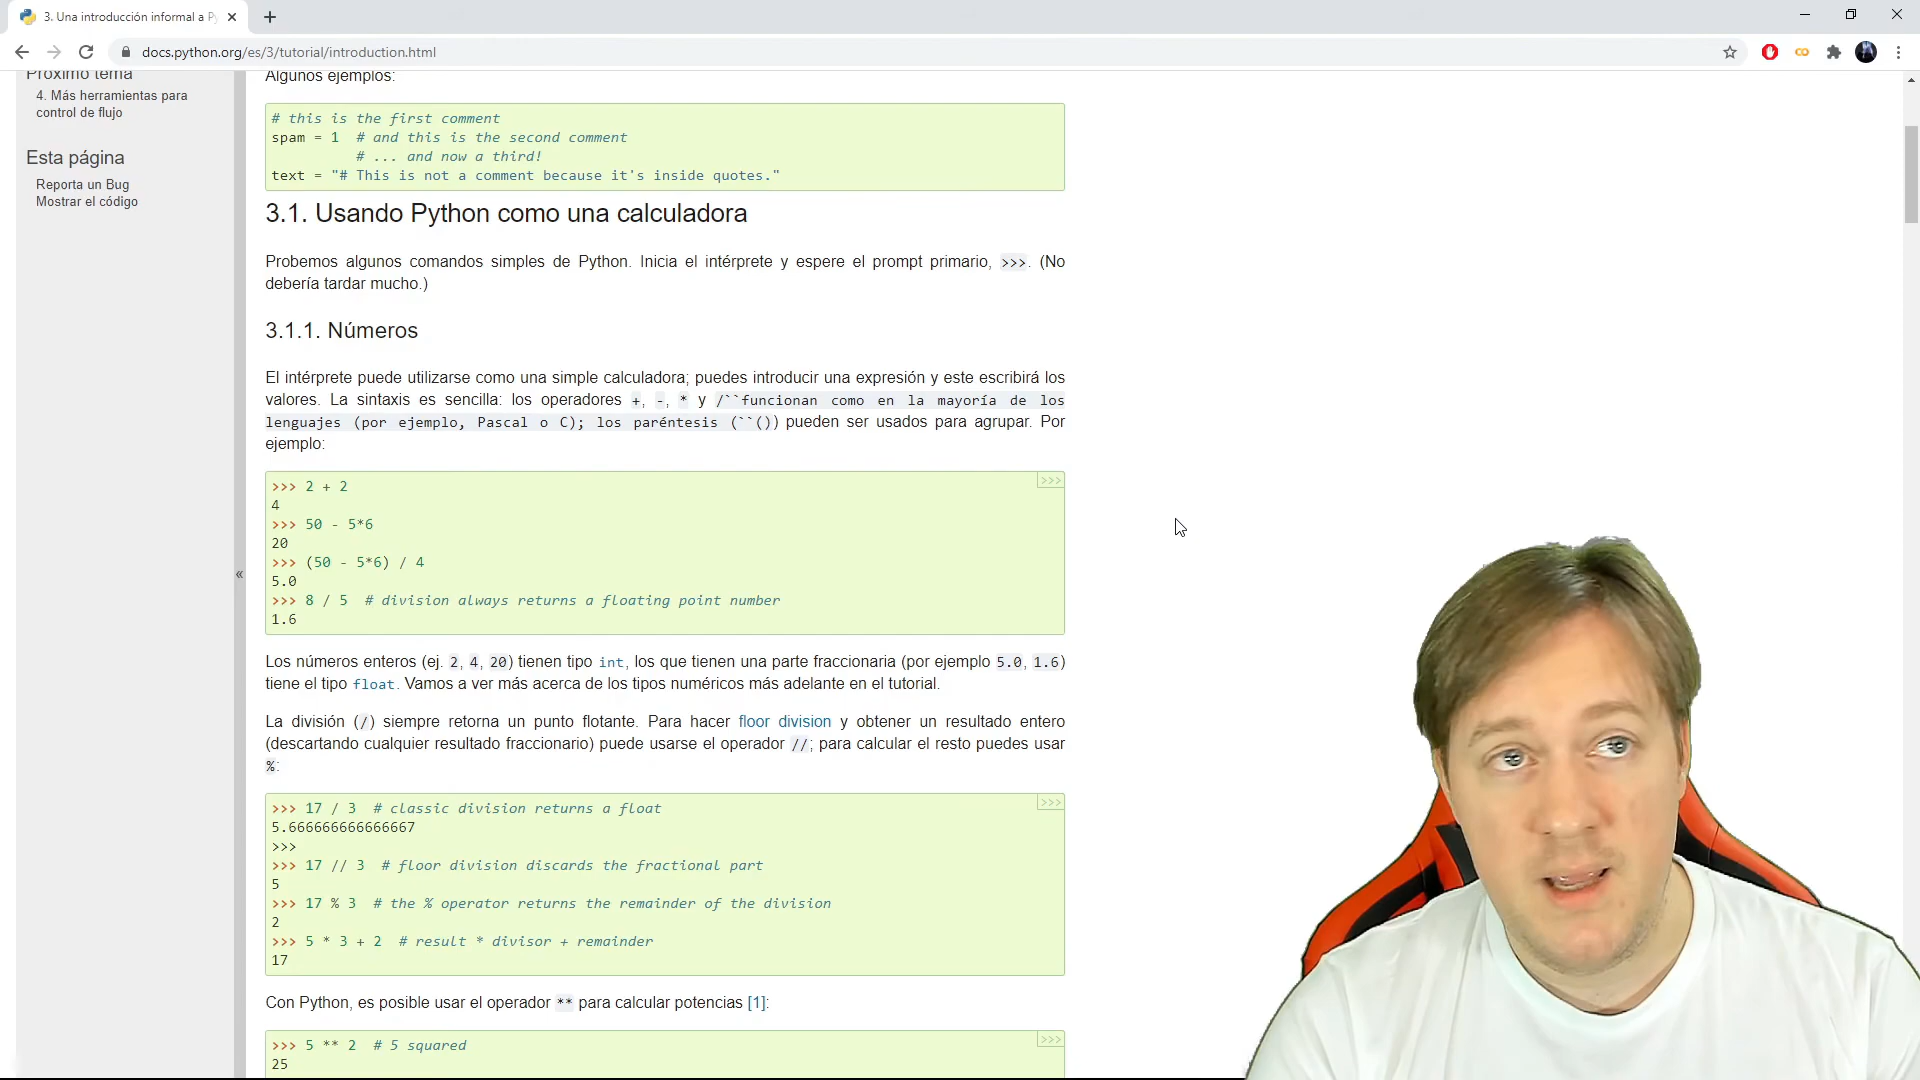 3. Una introducción informal a Py
docs.python.org/es/3/tutorial/introduction.html
Próximo tema
4. Más herramientas para
control de flujo
Esta página
Reporta un Bug
Mostrar el código
«
Algunos ejemplos:
# this is the first comment
spam = 1  # and this is the second comment
          # ... and now a third!
text = "# This is not a comment because it's inside quotes."
3.1. Usando Python como una calculadora
Probemos algunos comandos simples de Python. Inicia el intérprete y espere el prompt primario, >>>. (No
debería tardar mucho.)
3.1.1. Números
El intérprete puede utilizarse como una simple calculadora; puedes introducir una expresión y este escribirá los
valores. La sintaxis es sencilla: los operadores +, -, * y /``funcionan como en la mayoría de los
lenguajes (por ejemplo, Pascal o C); los paréntesis (``()) pueden ser usados para agrupar. Por
ejemplo:
>>>
>>> 2 + 2
4
>>> 50 - 5*6
20
>>> (50 - 5*6) / 4
5.0
>>> 8 / 5  # division always returns a floating point number
1.6
Los números enteros (ej. 2, 4, 20) tienen tipo int, los que tienen una parte fraccionaria (por ejemplo 5.0, 1.6)
tiene el tipo float. Vamos a ver más acerca de los tipos numéricos más adelante en el tutorial.
La división (/) siempre retorna un punto flotante. Para hacer floor division y obtener un resultado entero
(descartando cualquier resultado fraccionario) puede usarse el operador //; para calcular el resto puedes usar
%:
>>>
>>> 17 / 3  # classic division returns a float
5.666666666666667
>>>
>>> 17 // 3  # floor division discards the fractional part
5
>>> 17 % 3  # the % operator returns the remainder of the division
2
>>> 5 * 3 + 2  # result * divisor + remainder
17
Con Python, es posible usar el operador ** para calcular potencias [1]:
>>>
>>> 5 ** 2  # 5 squared
25